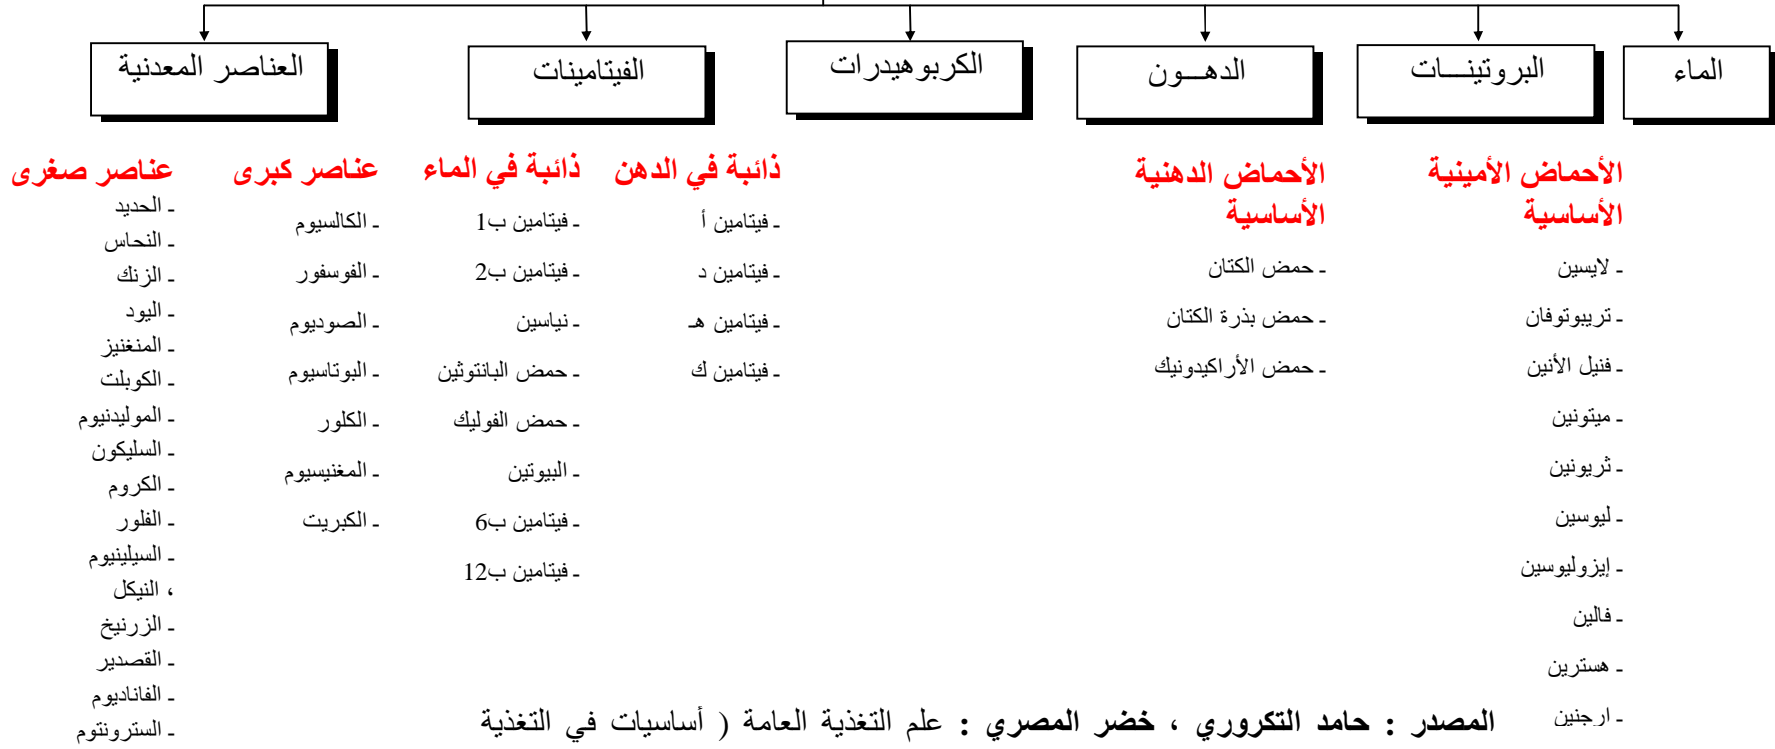 الماء
البروتينـــات
الدهـــون
الكربوهيدرات
الفيتامينات
العناصر المعدنية
الأحماض الأمينية
الأساسية
ـ لايسين
ـ تريبوتوفان
ـ فنيل الأنين
ـ ميتونين
ـ ثريونين
ـ ليوسين
ـ إيزوليوسين
ـ فالين
ـ هسترين
ـ ارجنين
الأحماض الدهنية
الأساسية
ـ حمض الكتان
ـ حمض بذرة الكتان
ـ حمض الأراكيدونيك
ذائبة في الدهن
ـ فيتامين أ
ـ فيتامين د
ـ فيتامين هـ
ـ فيتامين ك
ذائبة في الماء
ـ فيتامين ب1
ـ فيتامين ب2
ـ نياسين
ـ حمض البانتوثين
ـ حمض الفوليك
ـ البيوتين
ـ فيتامين ب6
ـ فيتامين ب12
عناصر كبرى
ـ الكالسيوم
ـ الفوسفور
ـ الصوديوم
ـ البوتاسيوم
ـ الكلور
ـ المغنيسيوم
ـ الكبريت
عناصر صغرى
ـ الحديد
ـ النحاس
ـ الزنك
ـ اليود
ـ المنغنيز
ـ الكوبلت
ـ الموليدنيوم
ـ السليكون
ـ الكروم
ـ الفلور
ـ السيلينيوم
، النيكل
ـ الزرنيخ
ـ القصدير
ـ الفاناديوم
ـ السترونتوم
المصدر : حامد التكروري ، خضر المصري : علم التغذية العامة ( أساسيات في التغذية